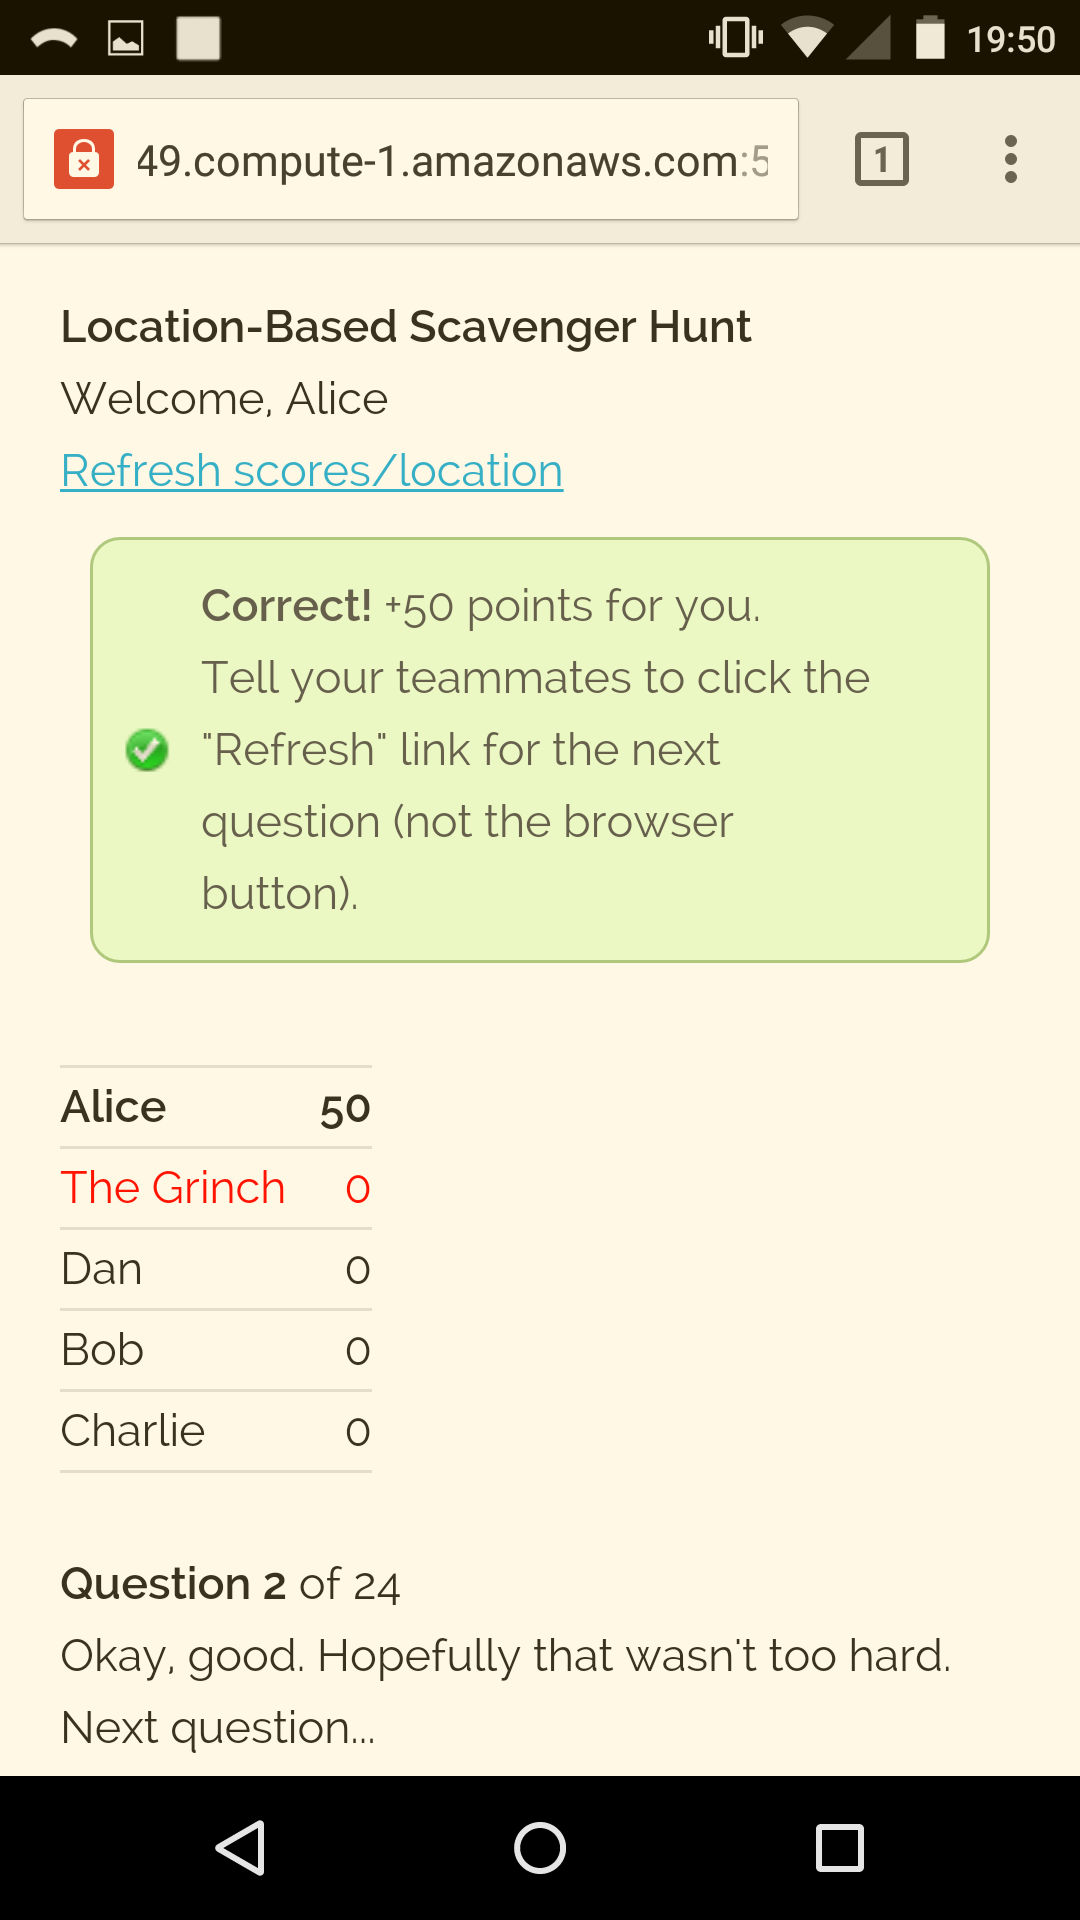 19:50
49.compute-1.amazonaws.com:5
1
Location-Based Scavenger Hunt
Welcome, Alice
Refresh scores/location
Correct! +50 points for you.
Tell your teammates to click the
"Refresh" link for the next
question (not the browser
button).
Alice 50
The Grinch 0
Dan 0
Bob 0
Charlie 0
Question 2 of 24
Okay, good. Hopefully that wasn't too hard.
Next question...